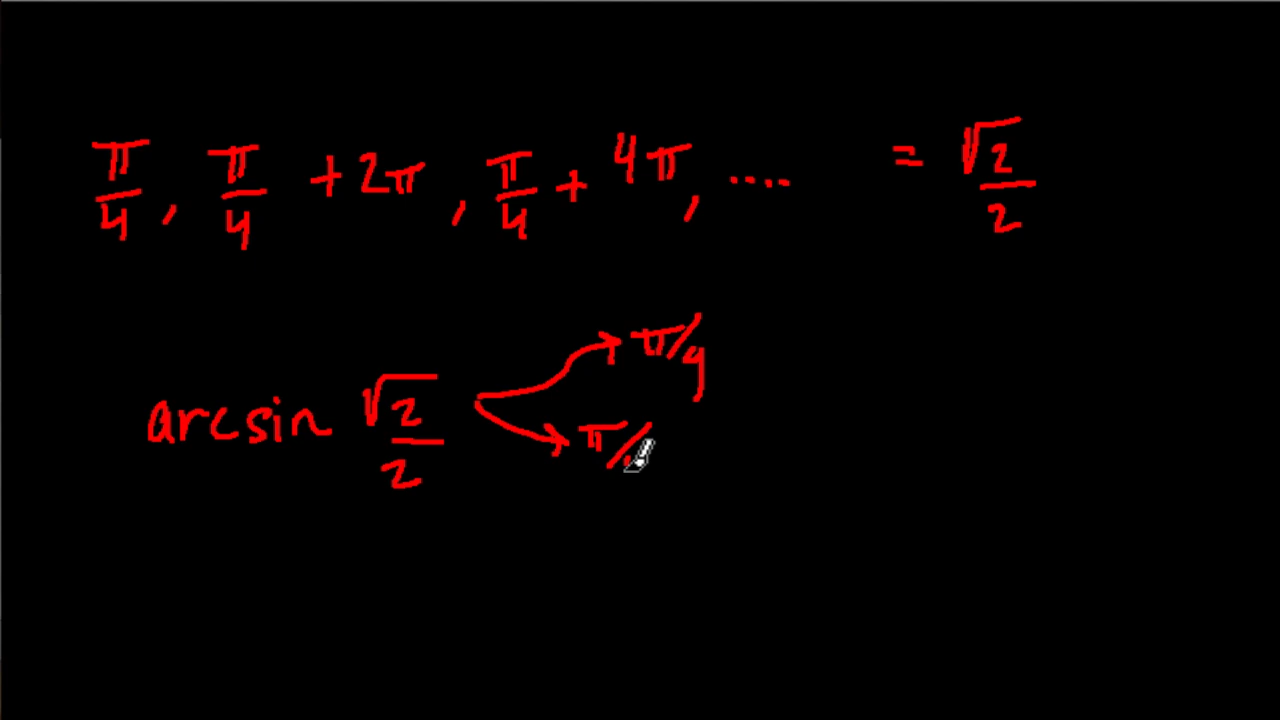 π/4, π/4 + 2π, π/4 + 4π, .... = √2/2
π/4
arcsin √2/2
π/